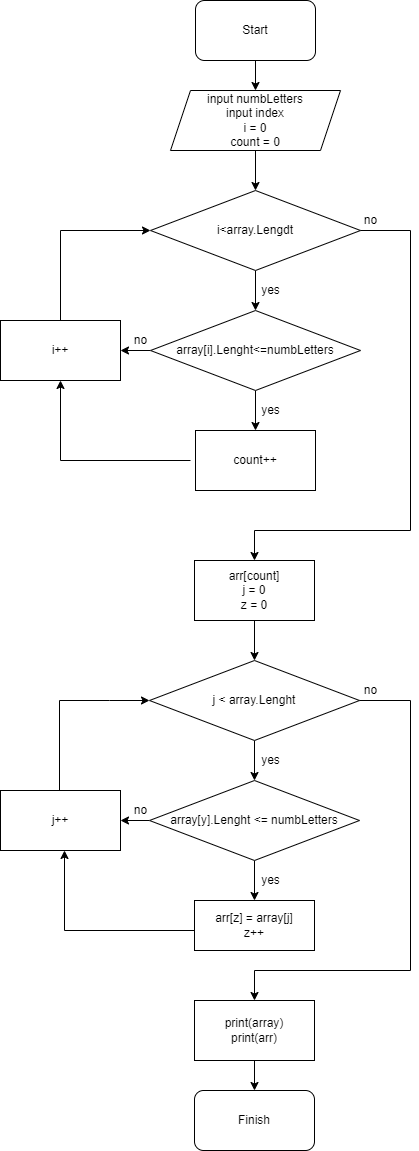 Start
input numbLetters
input index
i = 0
count = 0
i<array.Lengdt
no
yes
array[i].Lenght<=numbLetters
no
i++
yes
count++
arr[count]
j = 0
z = 0
j < array.Lenght
no
yes
array[y].Lenght <= numbLetters
no
j++
yes
arr[z] = array[j]
z++
print(array)
print(arr)
Finish